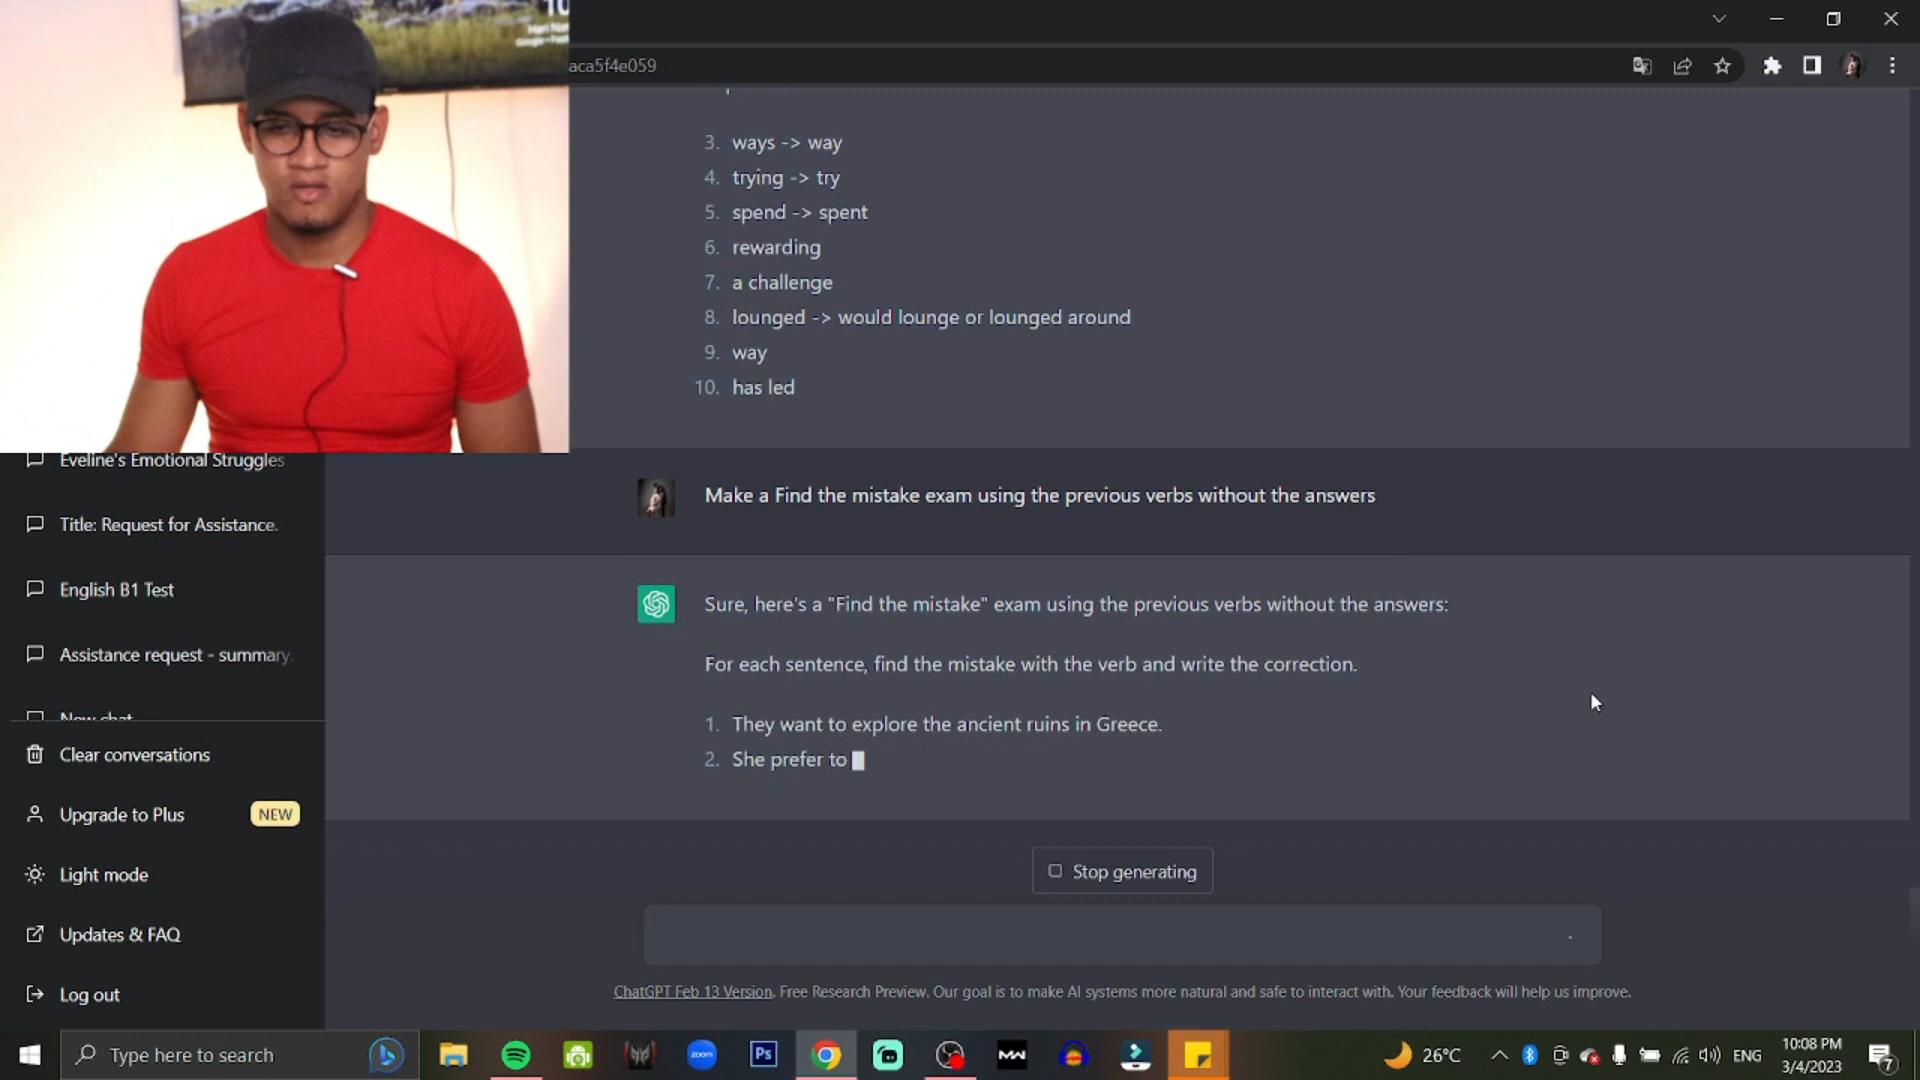 10
aca5f4e059
3. ways -> way
4. trying -> try
5. spend -> spent
6. rewarding
7. a challenge
8. lounged -> would lounge or lounged around
9. way
10. has led
Eveline's Emotional Struggles
Title: Request for Assistance.
English B1 Test
Assistance request - summary.
New chat
Clear conversations
Upgrade to Plus
NEW
Light mode
Updates & FAQ
Log out
Make a Find the mistake exam using the previous verbs without the answers
Sure, here's a "Find the mistake" exam using the previous verbs without the answers:
For each sentence, find the mistake with the verb and write the correction.
1. They want to explore the ancient ruins in Greece.
2. She prefer to
Stop generating
ChatGPT Feb 13 Version. Free Research Preview. Our goal is to make AI systems more natural and safe to interact with. Your feedback will help us improve.
Type here to search
zoom
Ps
26°C
ENG
10:08 PM
3/4/2023
7